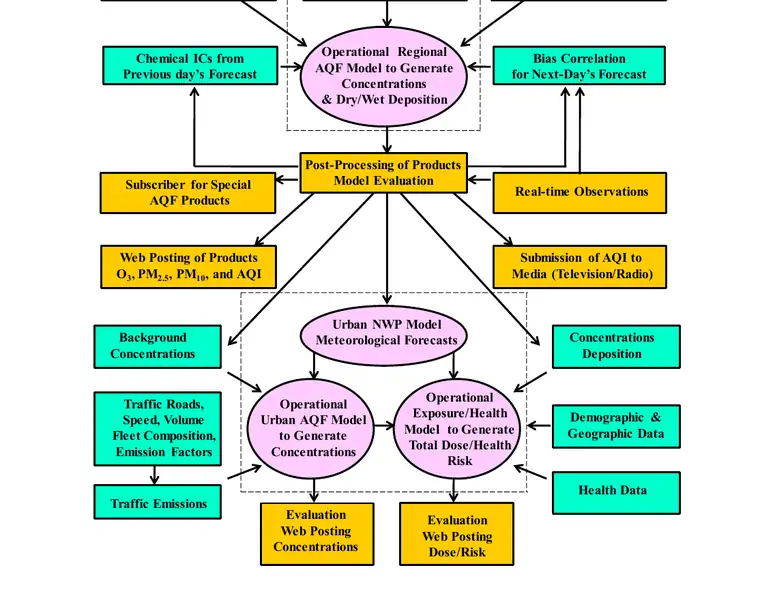 Chemical ICs from
Previous day's Forecast
Operational Regional
AQF Model to Generate
Concentrations
& Dry/Wet Deposition
Bias Correlation
for Next-Day's Forecast
Post-Processing of Products
Model Evaluation
Subscriber for Special
AQF Products
Real-time Observations
Web Posting of Products
O3, PM2.5, PM10, and AQI
Submission of AQI to
Media (Television/Radio)
Urban NWP Model
Meteorological Forecasts
Background
Concentrations
Concentrations
Deposition
Traffic Roads,
Speed, Volume
Fleet Composition,
Emission Factors
Operational
Urban AQF Model
to Generate
Concentrations
Operational
Exposure/Health
Model to Generate
Total Dose/Health
Risk
Demographic &
Geographic Data
Traffic Emissions
Health Data
Evaluation
Web Posting
Concentrations
Evaluation
Web Posting
Dose/Risk